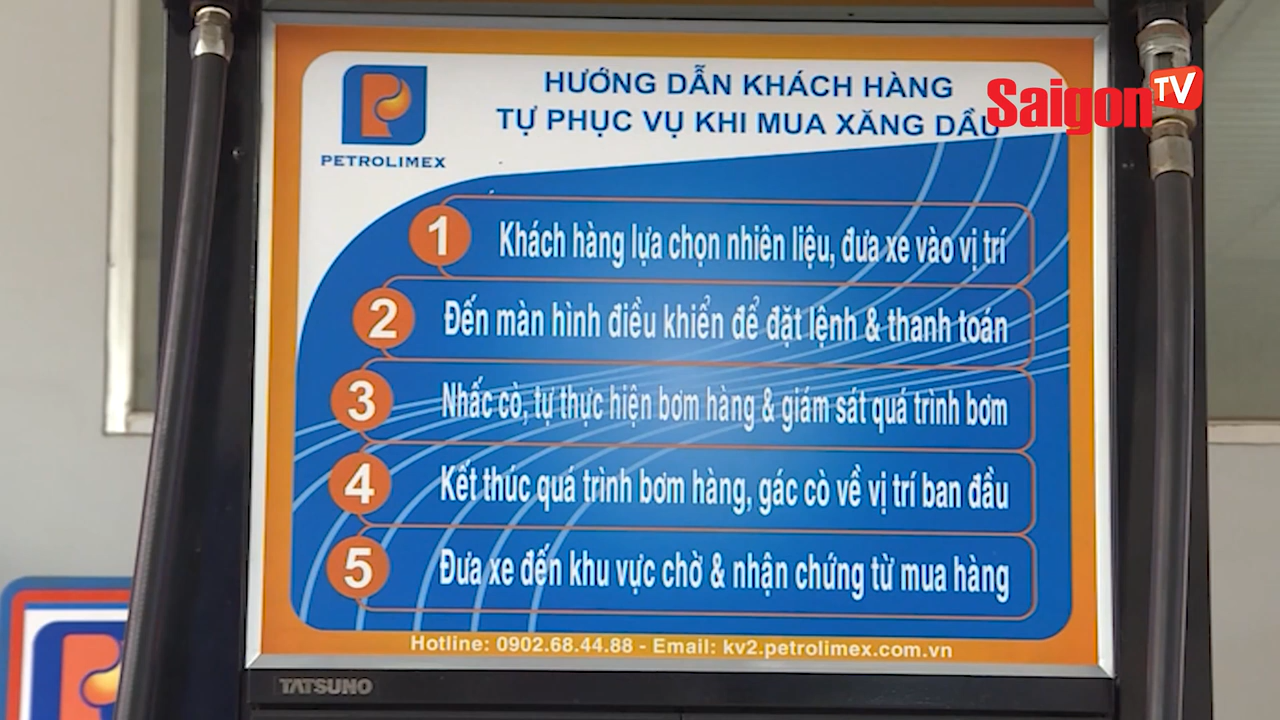 Saigon TV
HƯỚNG DẪN KHÁCH HÀNG
TỰ PHỤC VỤ KHI MUA XĂNG DẦU
PETROLIMEX
1 Khách hàng lựa chọn nhiên liệu, đưa xe vào vị trí
2 Đến màn hình điều khiển để đặt lệnh & thanh toán
3 Nhấc cò, tự thực hiện bơm hàng & giám sát quá trình bơm
4 Kết thúc quá trình bơm hàng, gác cò về vị trí ban đầu
5 Đưa xe đến khu vực chờ & nhận chứng từ mua hàng
Hotline: 0902.68.44.88 - Email: kv2.petrolimex.com.vn
TATSUNO